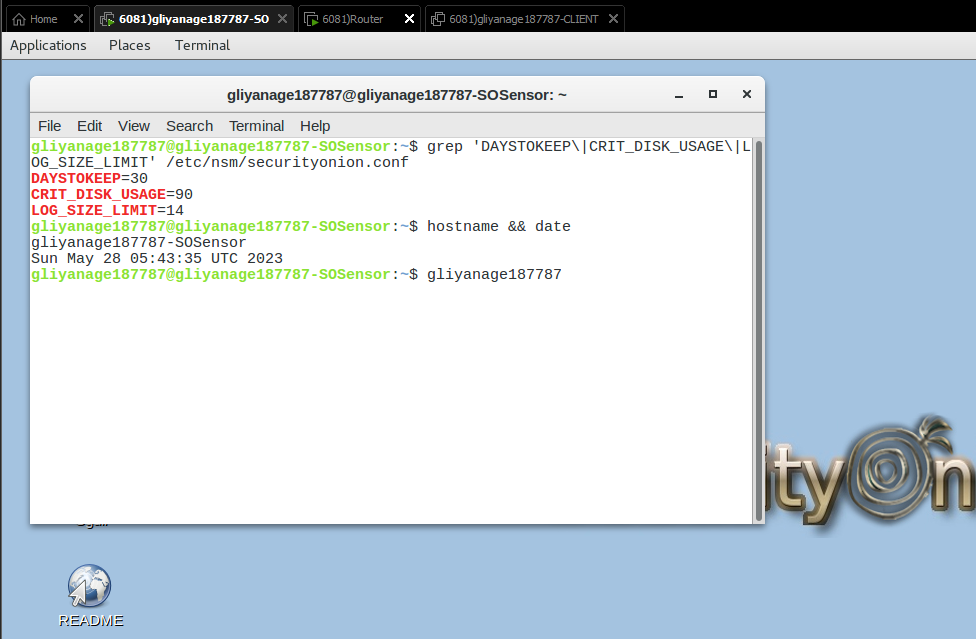 Home
6081)gliyanage187787-SO
6081)Router
6081)gliyanage187787-CLIENT
Applications Places Terminal
gliyanage187787@gliyanage187787-SOSensor: ~
File Edit View Search Terminal Help
gliyanage187787@gliyanage187787-SOSensor:~$ grep 'DAYSTOKEEP\|CRIT_DISK_USAGE\|L
OG_SIZE_LIMIT' /etc/nsm/securityonion.conf
DAYSTOKEEP=30
CRIT_DISK_USAGE=90
LOG_SIZE_LIMIT=14
gliyanage187787@gliyanage187787-SOSensor:~$ hostname && date
gliyanage187787-SOSensor
Sun May 28 05:43:35 UTC 2023
gliyanage187787@gliyanage187787-SOSensor:~$ gliyanage187787
ityOn
README